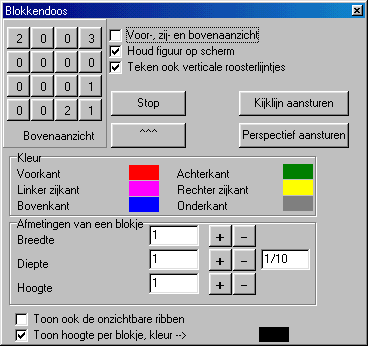 Blokkendoos
2 0 0 3
0 0 0 0
0 0 0 1
0 0 2 1
Bovenaanzicht
Voor-, zij- en bovenaanzicht
Houd figuur op scherm
Teken ook verticale roosterlijntjes
Stop
Kijklijn aansturen
^^^
Perspectief aansturen
Kleur
Voorkant
Achterkant
Linker zijkant
Rechter zijkant
Bovenkant
Onderkant
Afmetingen van een blokje
Breedte 1 + -
Diepte 1 + - 1/10
Hoogte 1 + -
Toon ook de onzichtbare ribben
Toon hoogte per blokje, kleur -->